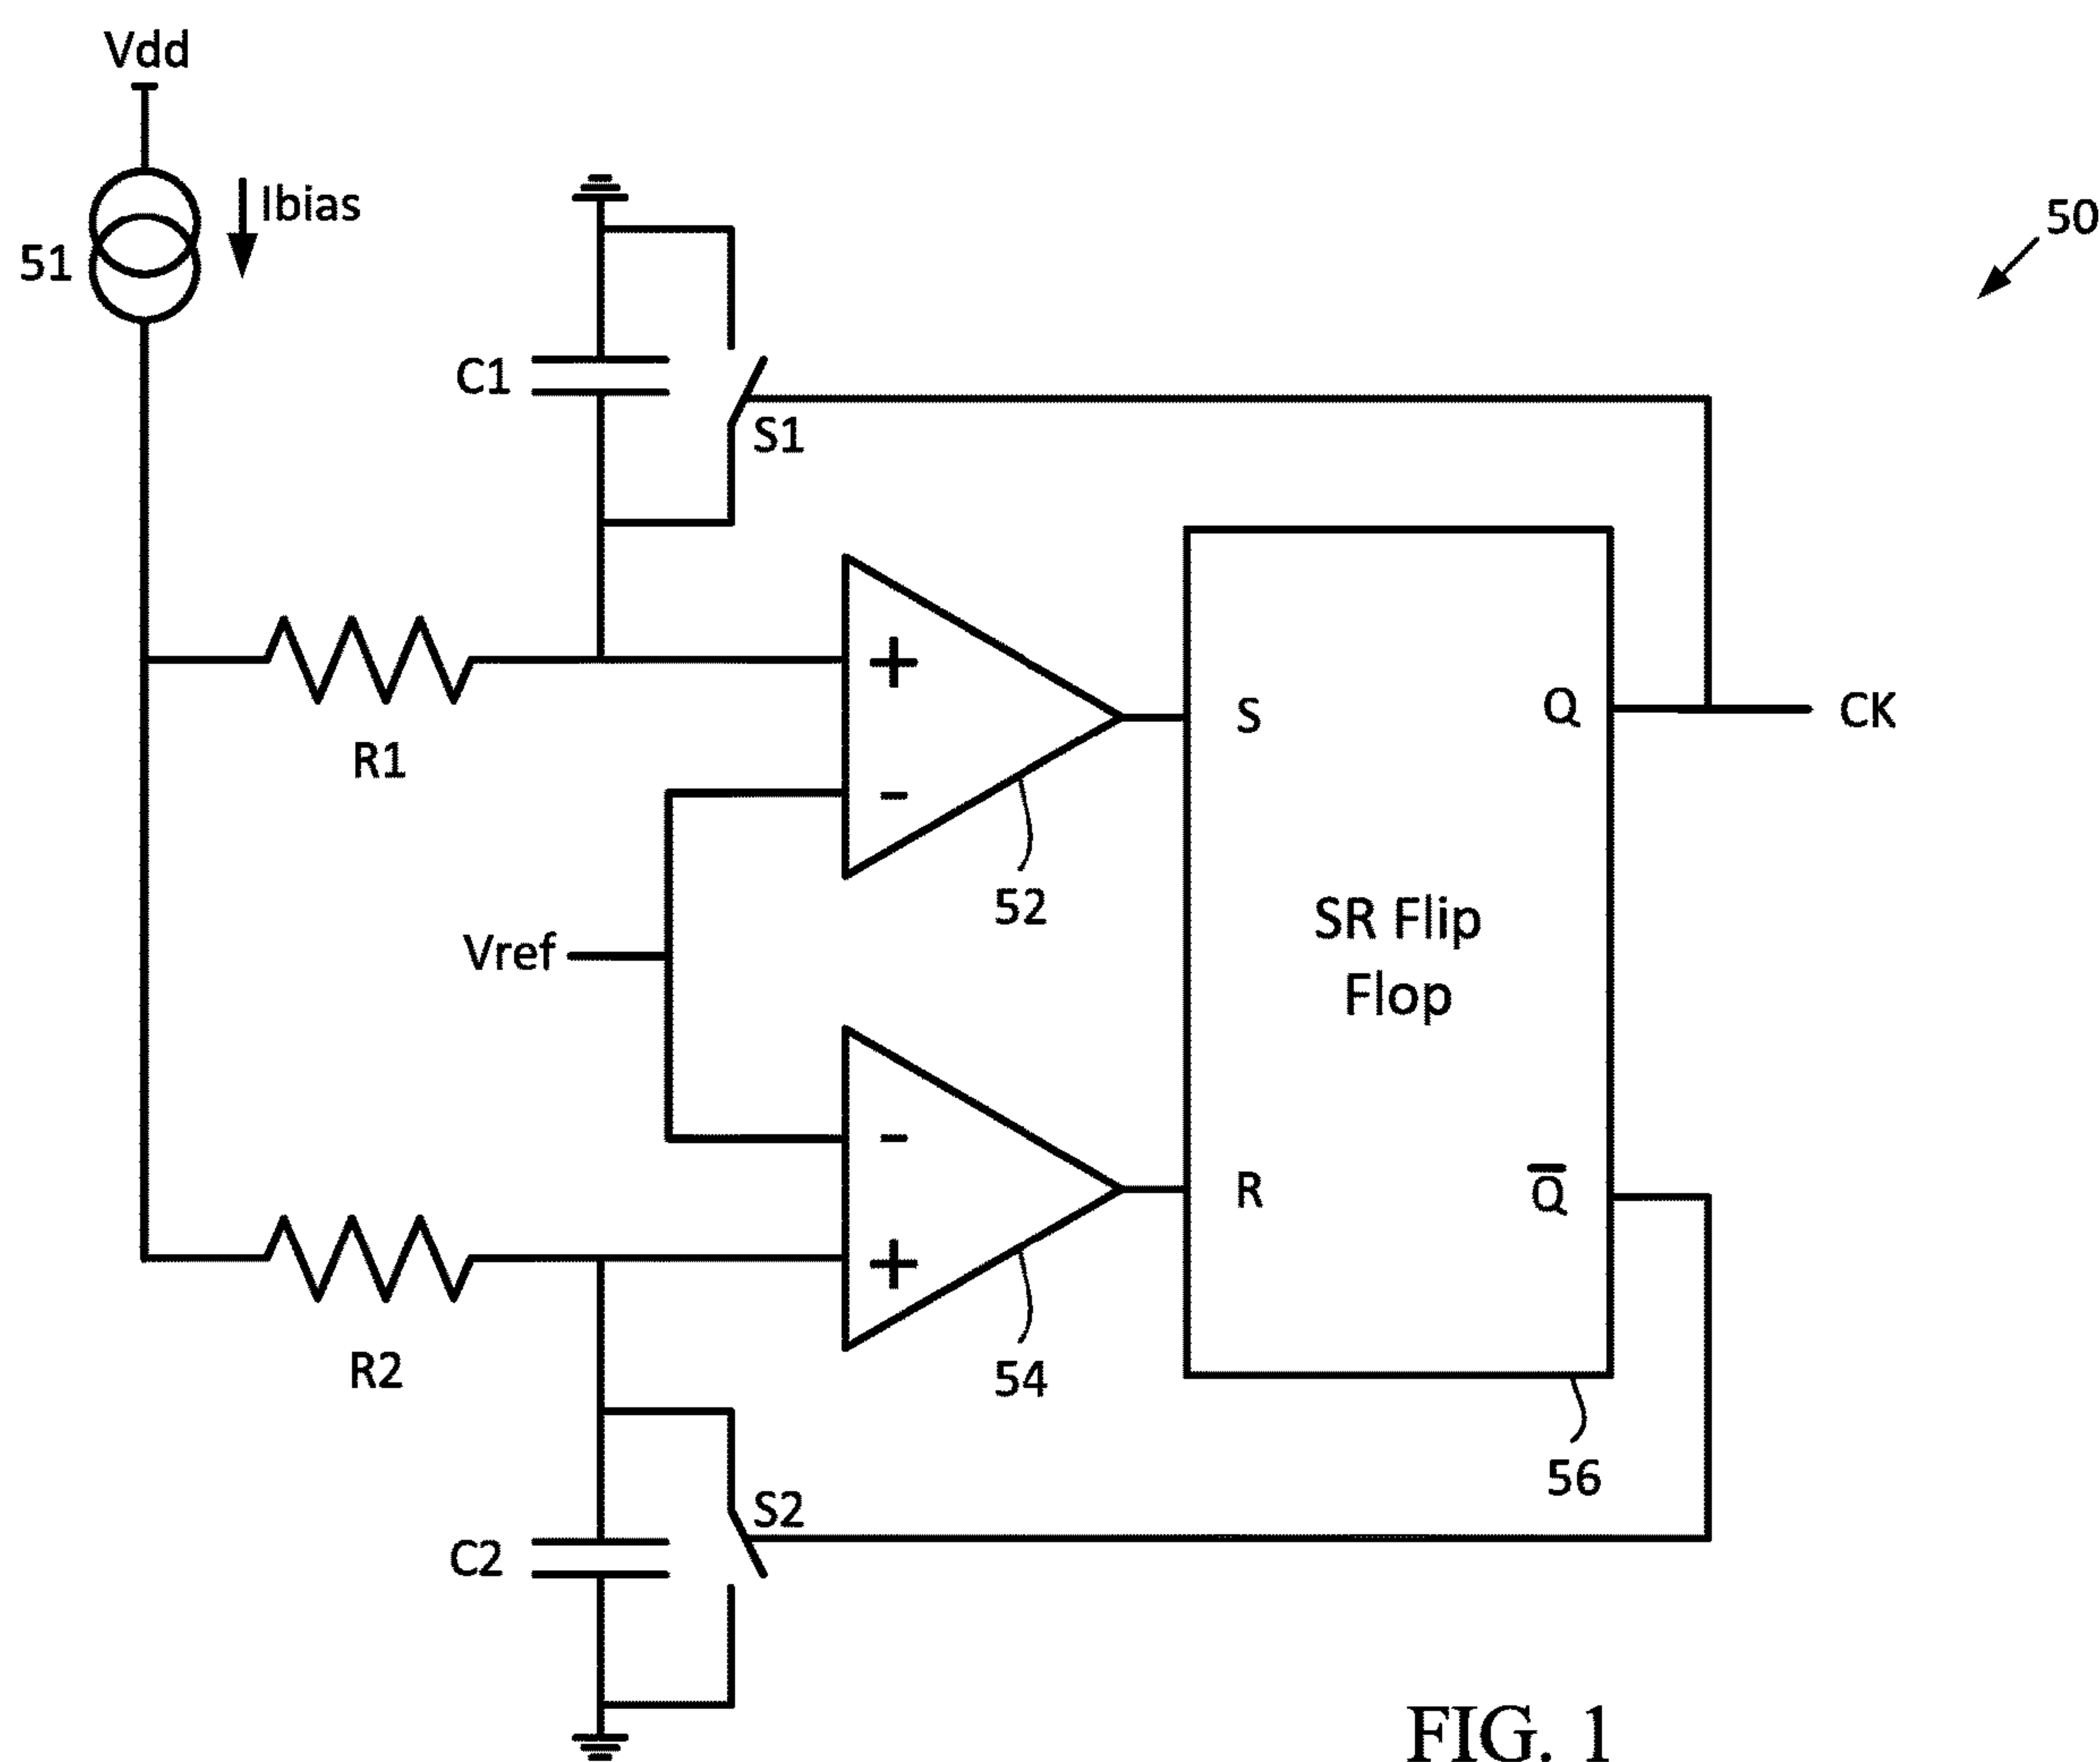 Vdd
Ibias
51
50
C1
S1
R1
+
-
52
S
Q
CK
Vref
SR Flip
Flop
-
+
54
R
Q̅
R2
56
S2
C2
FIG. 1